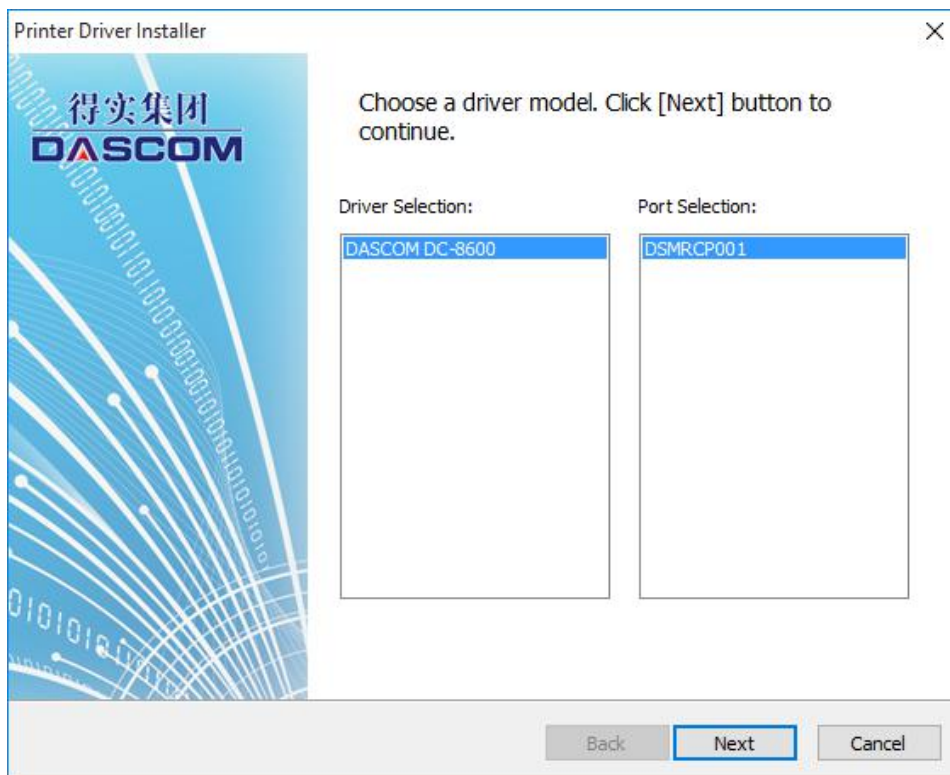 Printer Driver Installer
得实集团
DASCOM
Choose a driver model. Click [Next] button to
continue.
Driver Selection:
Port Selection:
DASCOM DC-8600
DSMRCP001
Back
Next
Cancel